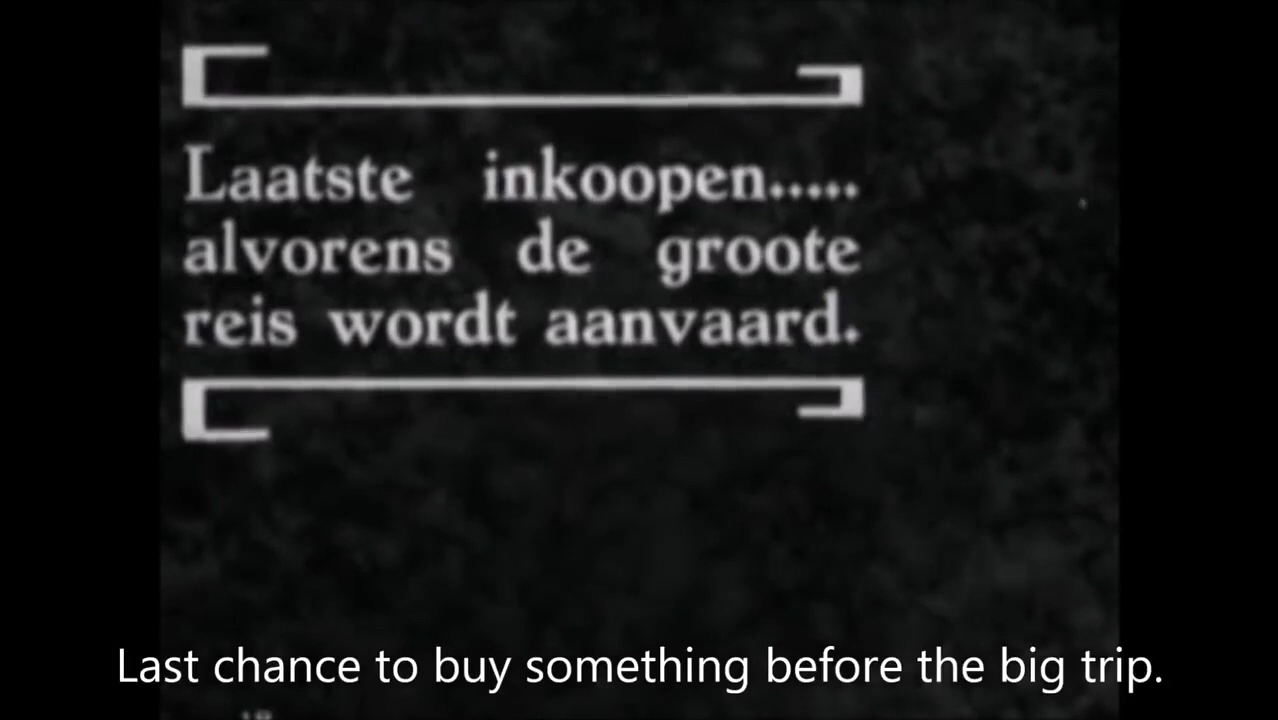 Laatste inkoopen.....
alvorens de groote
reis wordt aanvaard.
Last chance to buy something before the big trip.